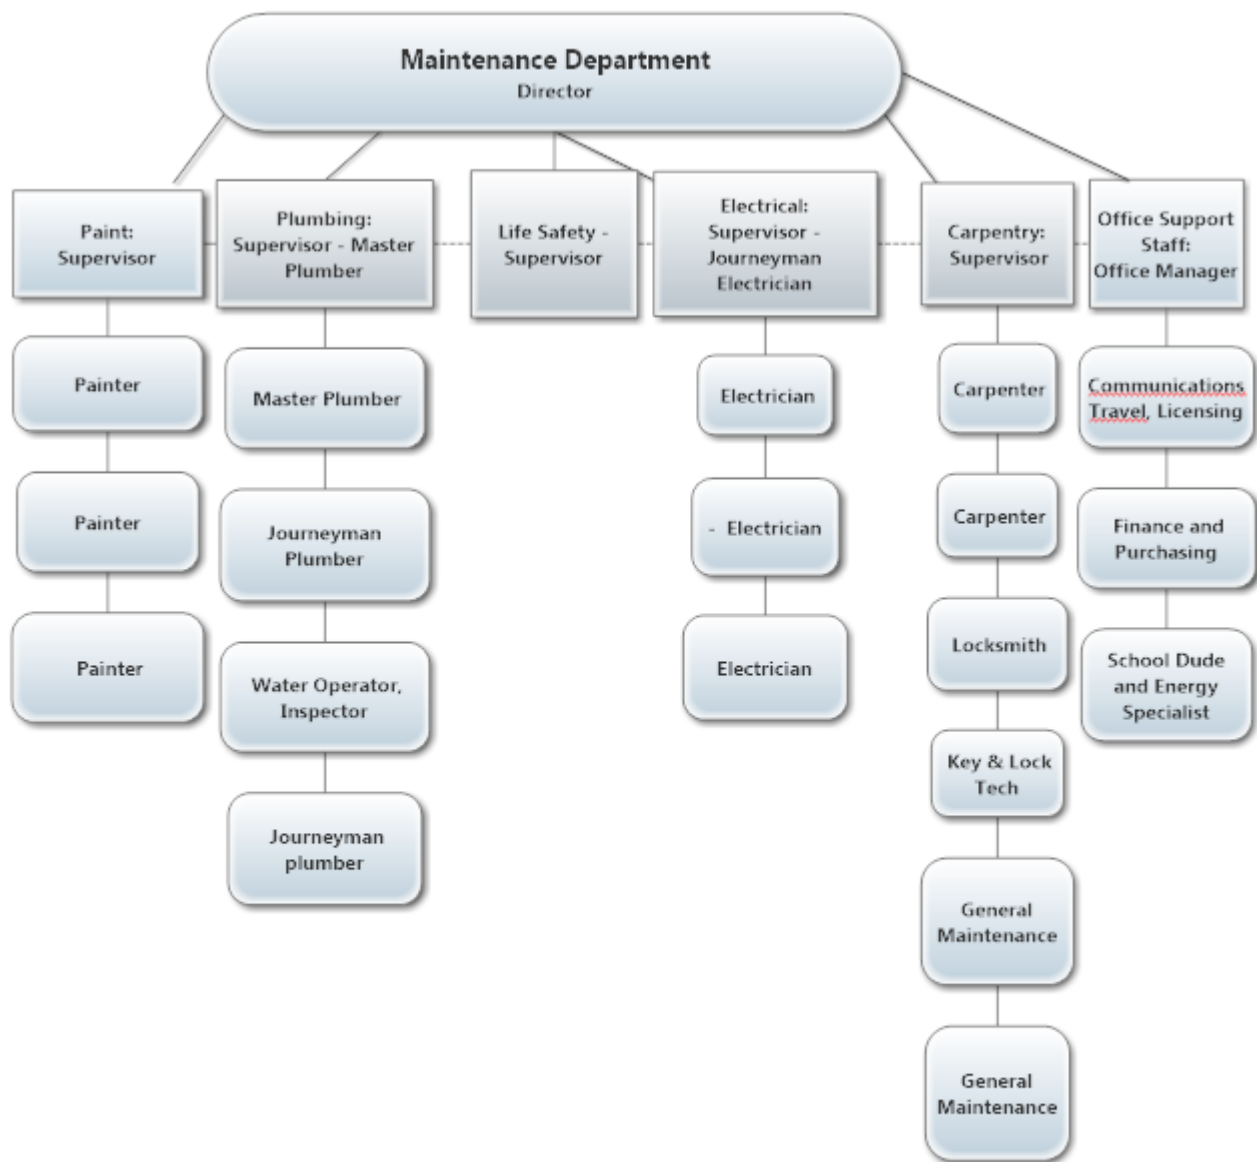 Maintenance Department
Director
Paint:
Supervisor
Plumbing:
Supervisor - Master
Plumber
Life Safety -
Supervisor
Electrical:
Supervisor -
Journeyman
Electrician
Carpentry:
Supervisor
Office Support
Staff:
Office Manager
Painter
Painter
Painter
Master Plumber
Journeyman
Plumber
Water Operator,
Inspector
Journeyman
plumber
Electrician
- Electrician
Electrician
Carpenter
Carpenter
Locksmith
Key & Lock
Tech
General
Maintenance
General
Maintenance
Communications
Travel, Licensing
Finance and
Purchasing
School Dude
and Energy
Specialist